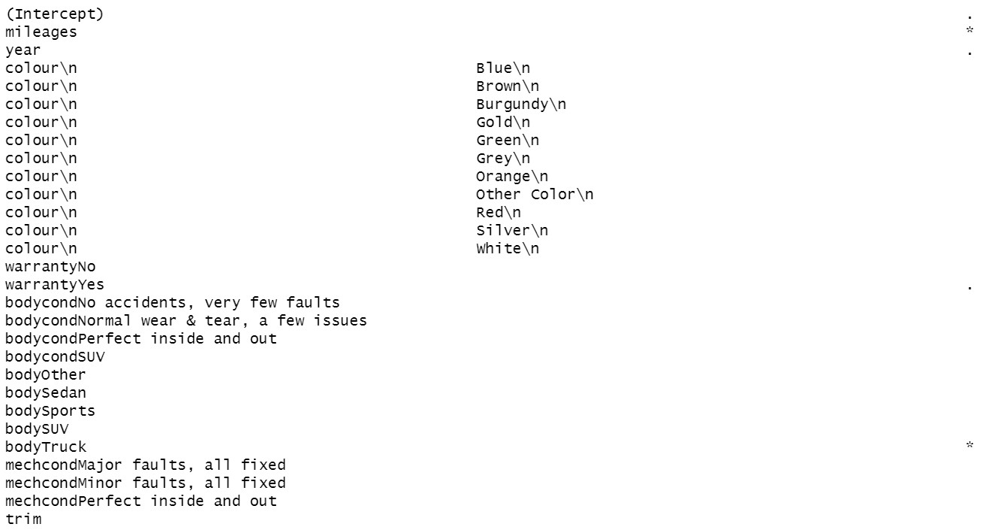 (Intercept) .
mileages *
year .
colour\n Blue\n
colour\n Brown\n
colour\n Burgundy\n
colour\n Gold\n
colour\n Green\n
colour\n Grey\n
colour\n Orange\n
colour\n Other Color\n
colour\n Red\n
colour\n Silver\n
colour\n White\n
warrantyNo
warrantyYes .
bodycondNo accidents, very few faults
bodycondNormal wear & tear, a few issues
bodycondPerfect inside and out
bodycondSUV
bodyOther
bodySedan
bodySports
bodySUV
bodyTruck *
mechcondMajor faults, all fixed
mechcondMinor faults, all fixed
mechcondPerfect inside and out
trim